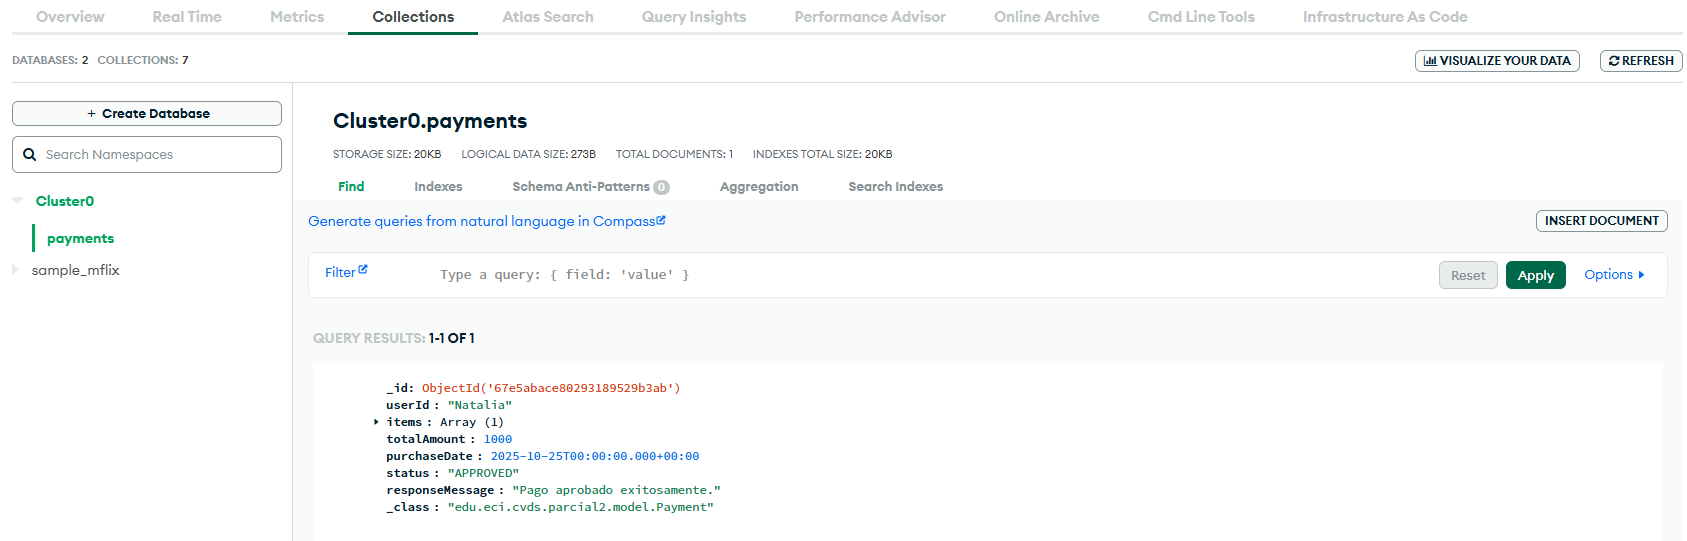 Overview Real Time Metrics Collections Atlas Search Query Insights Performance Advisor Online Archive Cmd Line Tools Infrastructure As Code
DATABASES: 2 COLLECTIONS: 7
VISUALIZE YOUR DATA
REFRESH
+ Create Database
Search Namespaces
Cluster0
payments
sample_mflix
Cluster0.payments
STORAGE SIZE: 20KB LOGICAL DATA SIZE: 273B TOTAL DOCUMENTS: 1 INDEXES TOTAL SIZE: 20KB
Find Indexes Schema Anti-Patterns 0 Aggregation Search Indexes
Generate queries from natural language in Compass
INSERT DOCUMENT
Filter Type a query: { field: 'value' } Reset Apply Options
QUERY RESULTS: 1-1 OF 1
_id: ObjectId('67e5abace80293189529b3ab')
userId : "Natalia"
items : Array (1)
totalAmount : 1000
purchaseDate : 2025-10-25T00:00:00.000+00:00
status : "APPROVED"
responseMessage : "Pago aprobado exitosamente."
_class : "edu.eci.cvds.parcial2.model.Payment"